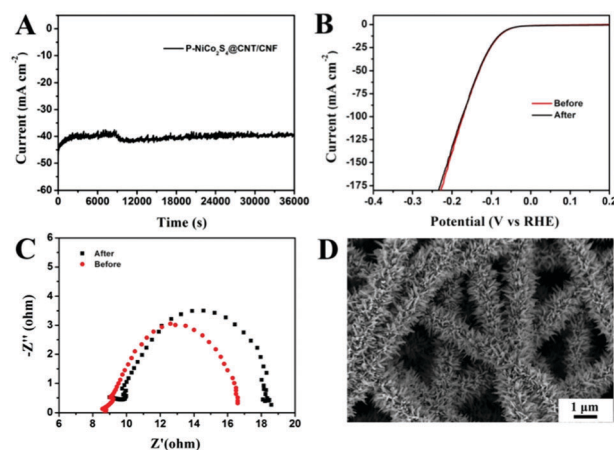 A
P-NiCo₂S₄@CNT/CNF
Current (mA cm⁻²)
0
-10
-20
-30
-40
-50
-60
0 6000 12000 18000 24000 30000 36000
Time (s)
B
Before
After
Current (mA cm⁻²)
0
-25
-50
-75
-100
-125
-150
-175
-0.4 -0.3 -0.2 -0.1 0.0 0.1 0.2
Potential (V vs RHE)
C
After
Before
-Z''(ohm)
6
5
4
3
2
1
0
6 8 10 12 14 16 18 20
Z'(ohm)
D
1 μm